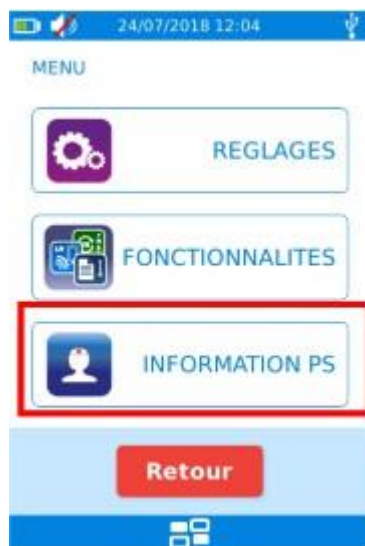 24/07/2018 12:04
MENU
REGLAGES
FONCTIONNALITES
INFORMATION PS
Retour